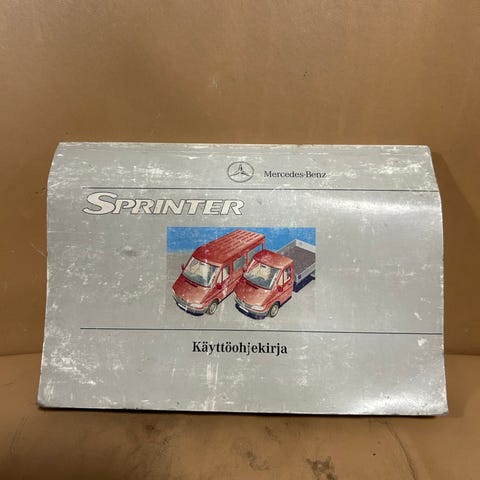 Mercedes-Benz
SPRINTER
Käyttöohjekirja